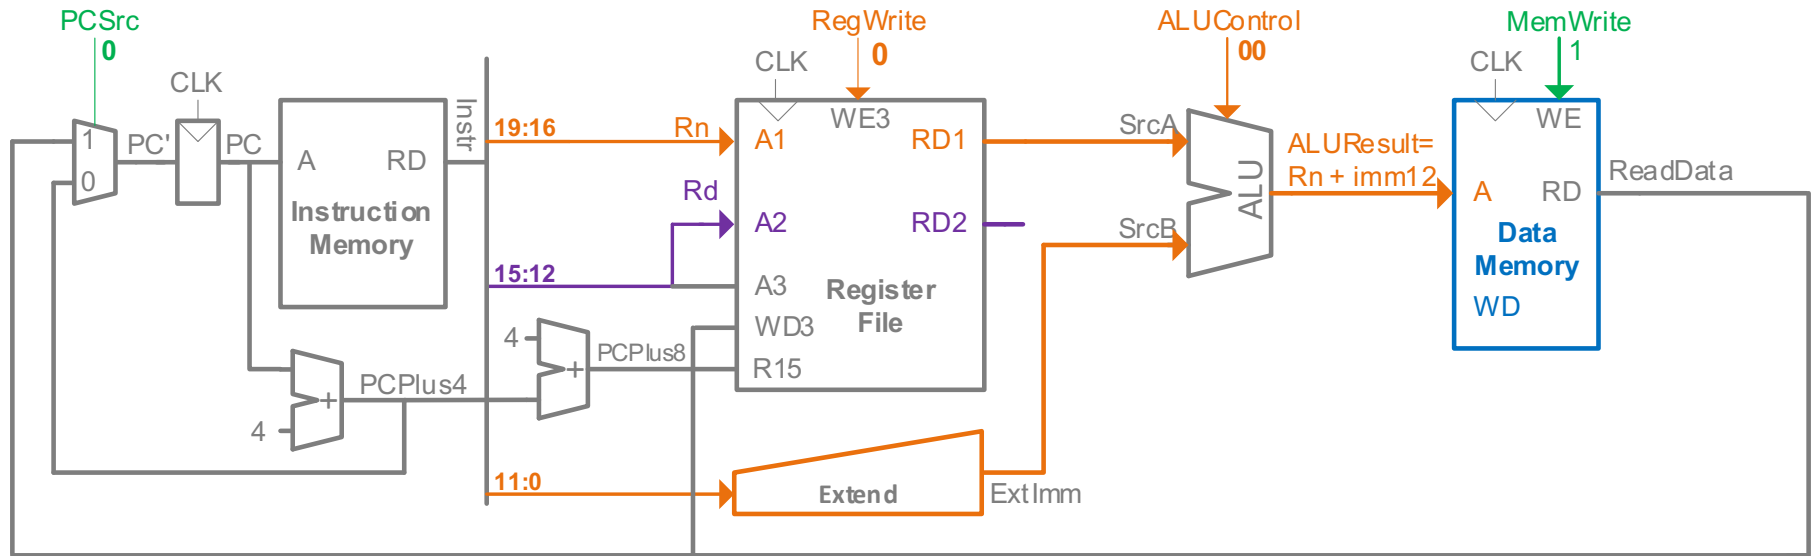 PCSrc
0
RegWrite
0
ALUControl
00
MemWrite
1
CLK
CLK
CLK
1
0
PC'
PC
A
RD
Instruction
Memory
Instr
19:16
Rn
A1
WE3
RD1
SrcA
ALUResult=
Rn + imm12
WE
A
RD
ReadData
ALU
Rd
A2
RD2
SrcB
Data
Memory
WD
15:12
A3
Register
File
WD3
R15
4
+
PCPlus8
4
+
PCPlus4
11:0
Extend
ExtImm